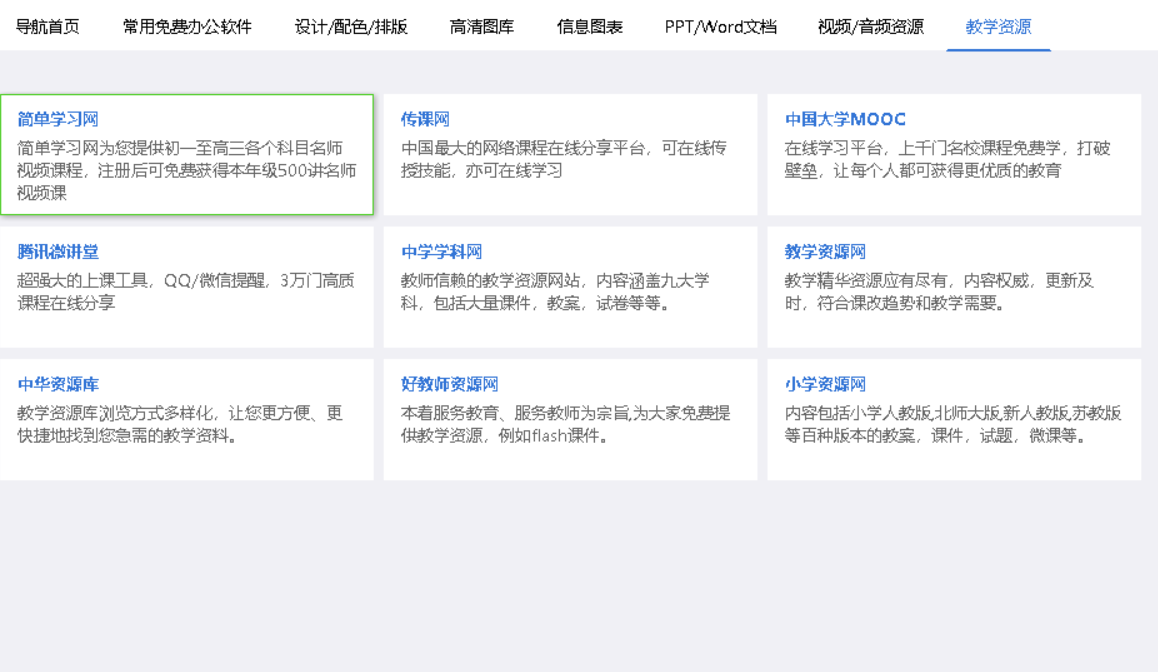 导航首页 常用免费办公软件 设计/配色/排版 高清图库 信息图表 PPT/Word文档 视频/音频资源 教学资源
简单学习网
简单学习网为您提供初一至高三各个科目名师
视频课程，注册后可免费获得本年级500讲名师
视频课
传课网
中国最大的网络课程在线分享平台，可在线传
授技能，亦可在线学习
中国大学MOOC
在线学习平台，上千门名校课程免费学，打破
壁垒，让每个人都可获得更优质的教育
腾讯微讲堂
超强大的上课工具，QQ/微信提醒，3万门高质
课程在线分享
中学学科网
教师信赖的教学资源网站，内容涵盖九大学
科，包括大量课件，教案，试卷等等。
教学资源网
教学精华资源应有尽有，内容权威，更新及
时，符合课改趋势和教学需要。
中华资源库
教学资源库浏览方式多样化，让您更方便、更
快捷地找到您急需的教学资料。
好教师资源网
本着服务教育、服务教师为宗旨,为大家免费提
供教学资源，例如flash课件。
小学资源网
内容包括小学人教版,北师大版,新人教版,苏教版
等百种版本的教案，课件，试题，微课等。